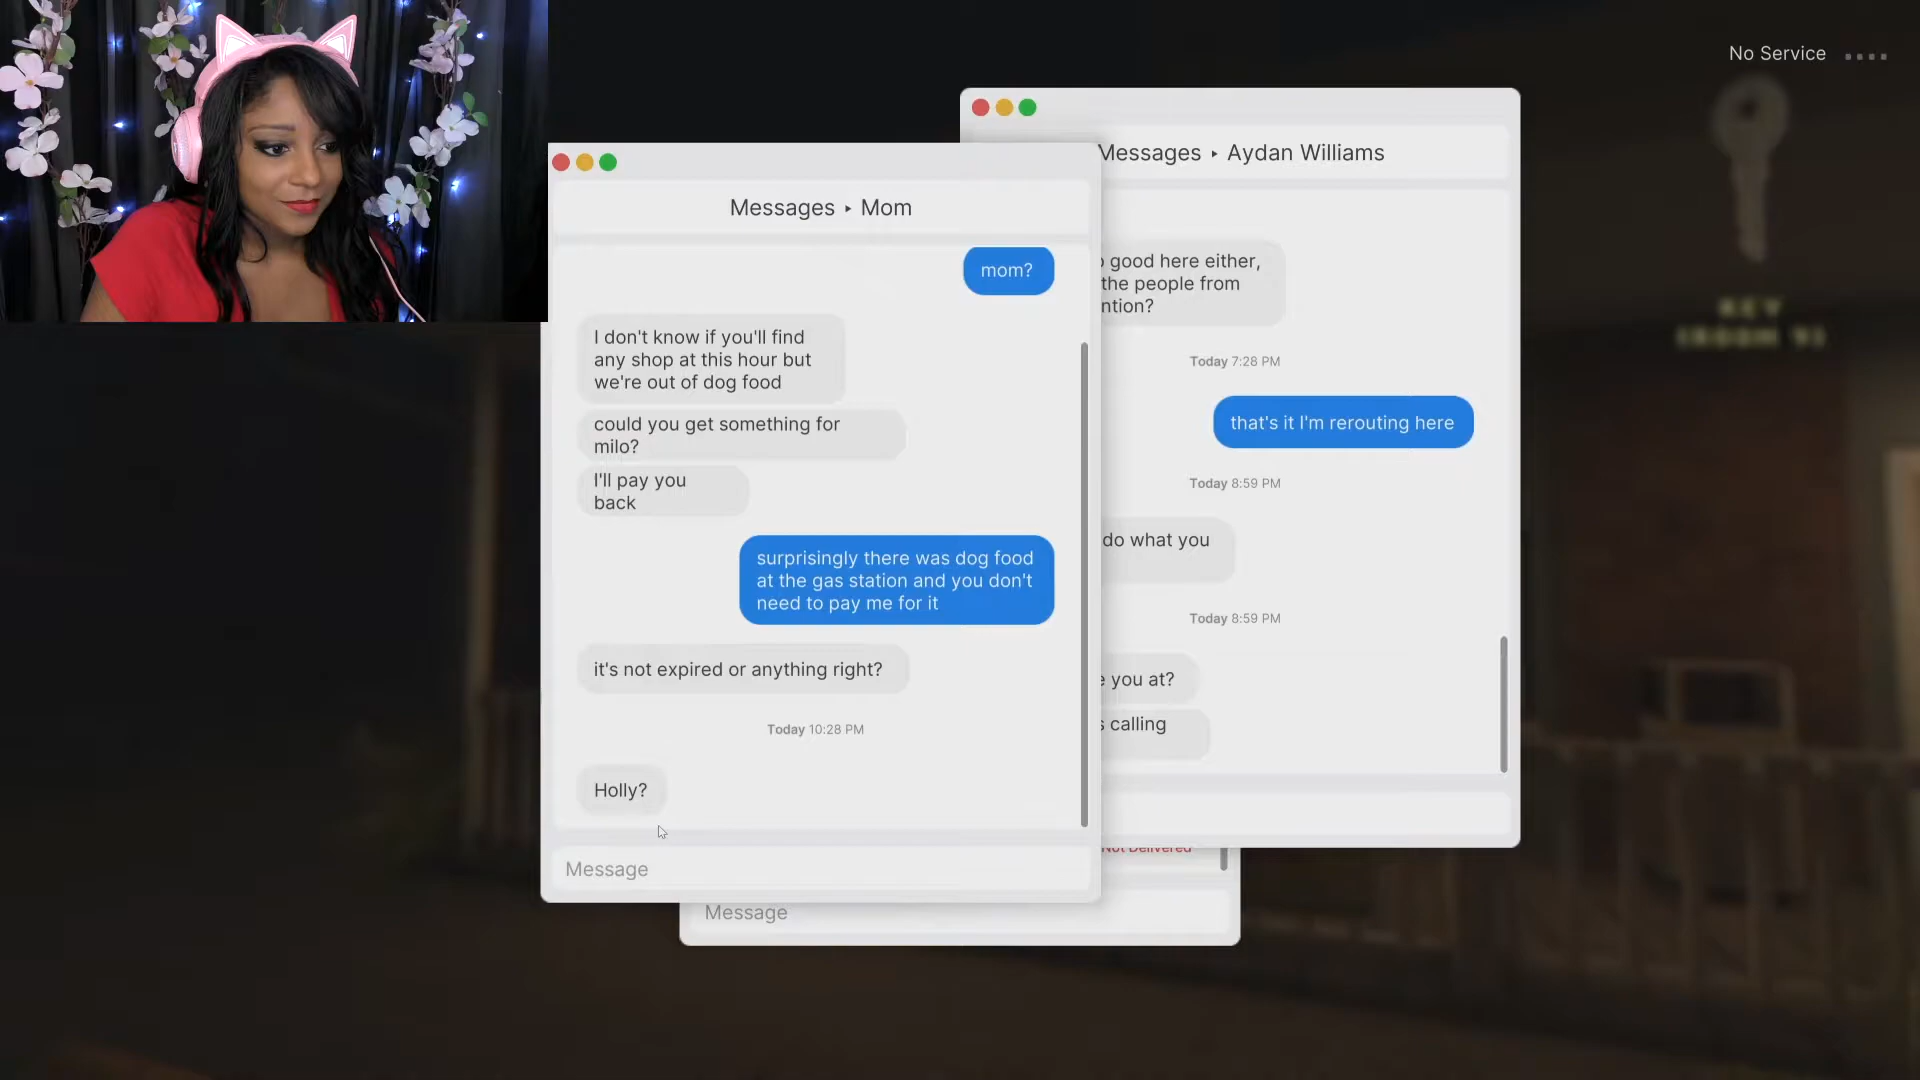 No Service
Messages ▸ Aydan Williams
good here either,
the people from
ntion?
Today 7:28 PM
that's it I'm rerouting here
Today 8:59 PM
do what you
Today 8:59 PM
e you at?
s calling
Messages ▸ Mom
mom?
I don't know if you'll find
any shop at this hour but
we're out of dog food
could you get something for
milo?
I'll pay you
back
surprisingly there was dog food
at the gas station and you don't
need to pay me for it
it's not expired or anything right?
Today 10:28 PM
Holly?
Message
Not Delivered
Message
KEY
(ROOM 9)